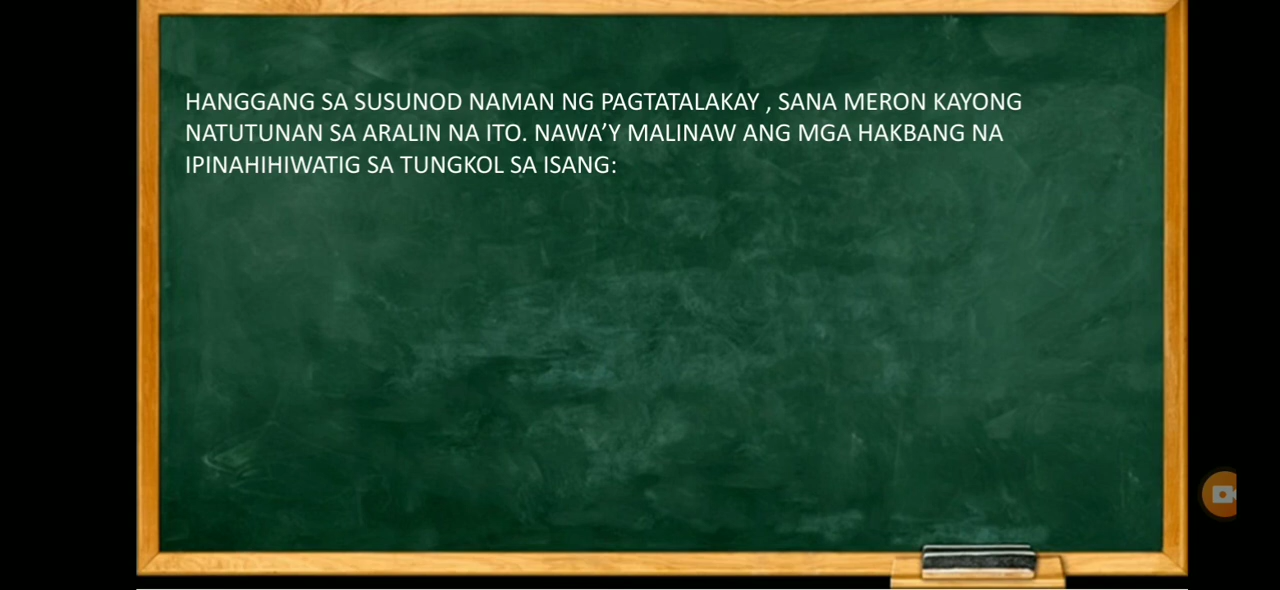 HANGGANG SA SUSUNOD NAMAN NG PAGTATALAKAY , SANA MERON KAYONG
NATUTUNAN SA ARALIN NA ITO. NAWA’Y MALINAW ANG MGA HAKBANG NA
IPINAHIHIWATIG SA TUNGKOL SA ISANG: